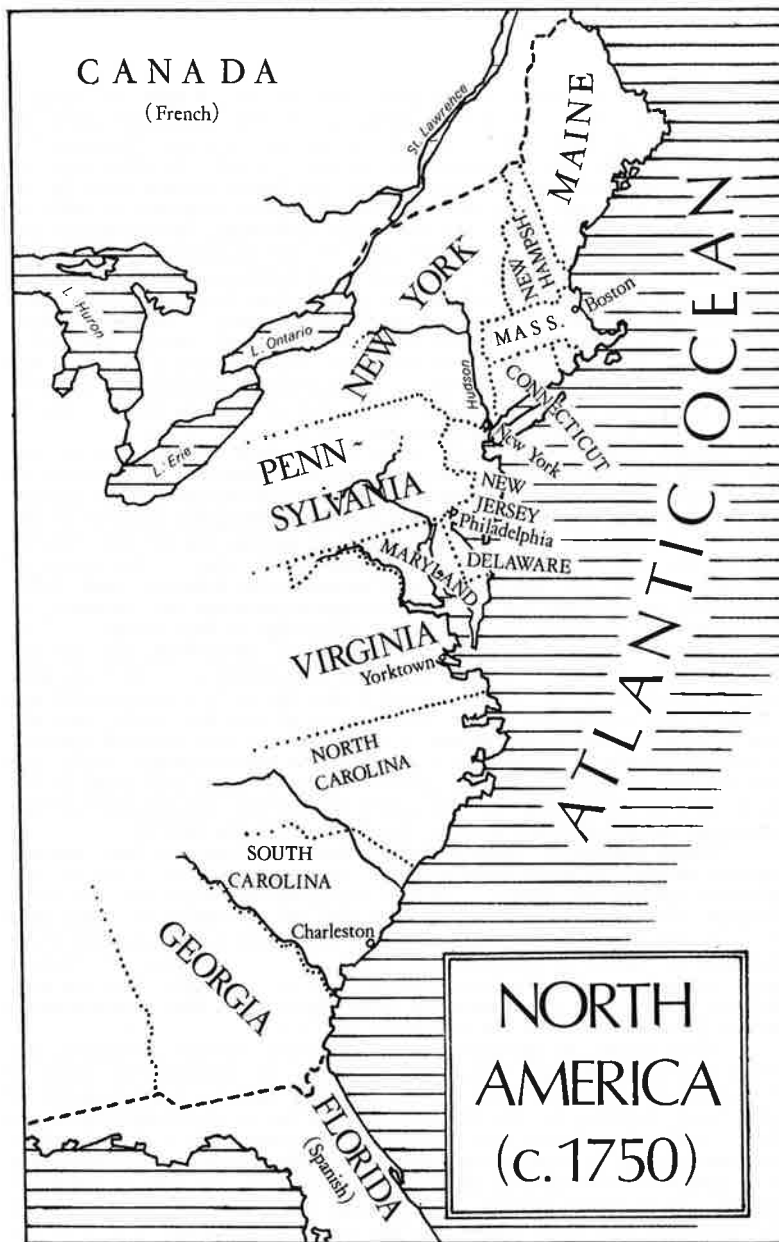 CANADA
(French)
St. Lawrence
MAINE
NEW HAMPSH.
NEW YORK
L. Huron
L. Ontario
Boston
MASS.
Hudson
CONNECTICUT
L. Erie
New York
PENN-
SYLVANIA
NEW
JERSEY
Philadelphia
MARYLAND
DELAWARE
ATLANTIC OCEAN
VIRGINIA
Yorktown
NORTH
CAROLINA
SOUTH
CAROLINA
Charleston
GEORGIA
FLORIDA
(Spanish)
NORTH
AMERICA
(c. 1750)